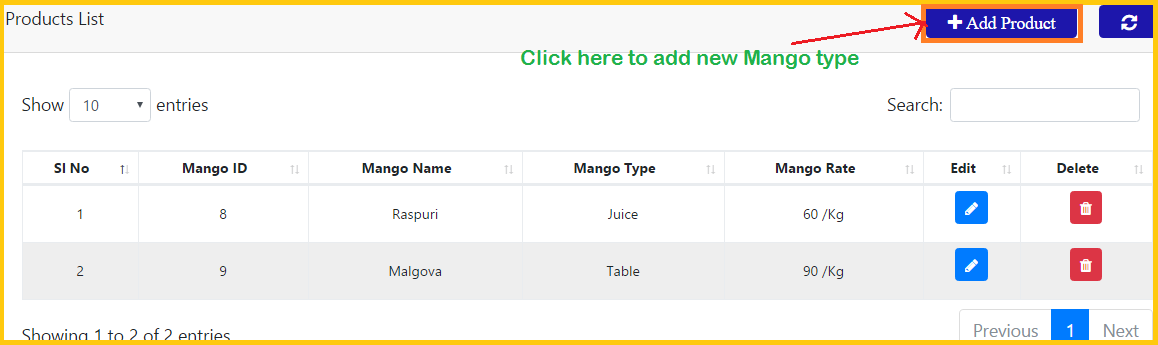 Products List
Add Product
Click here to add new Mango type
Show 10 entries
Search:
Sl No Mango ID Mango Name Mango Type Mango Rate Edit Delete
1 8 Raspuri Juice 60 /Kg
2 9 Malgova Table 90 /Kg
Showing 1 to 2 of 2 entries
Previous 1 Next